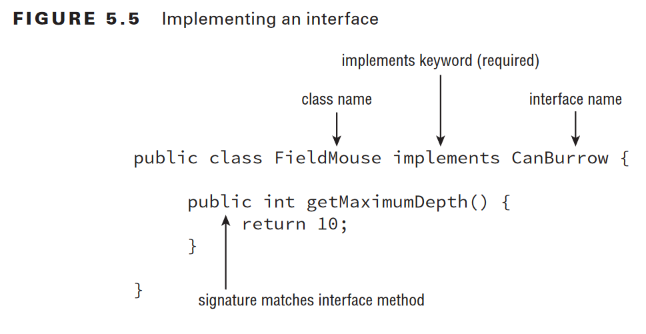 FIGURE 5.5 Implementing an interface
implements keyword (required)
class name interface name
public class FieldMouse implements CanBurrow {
public int getMaximumDepth() {
return 10;
}
}
signature matches interface method